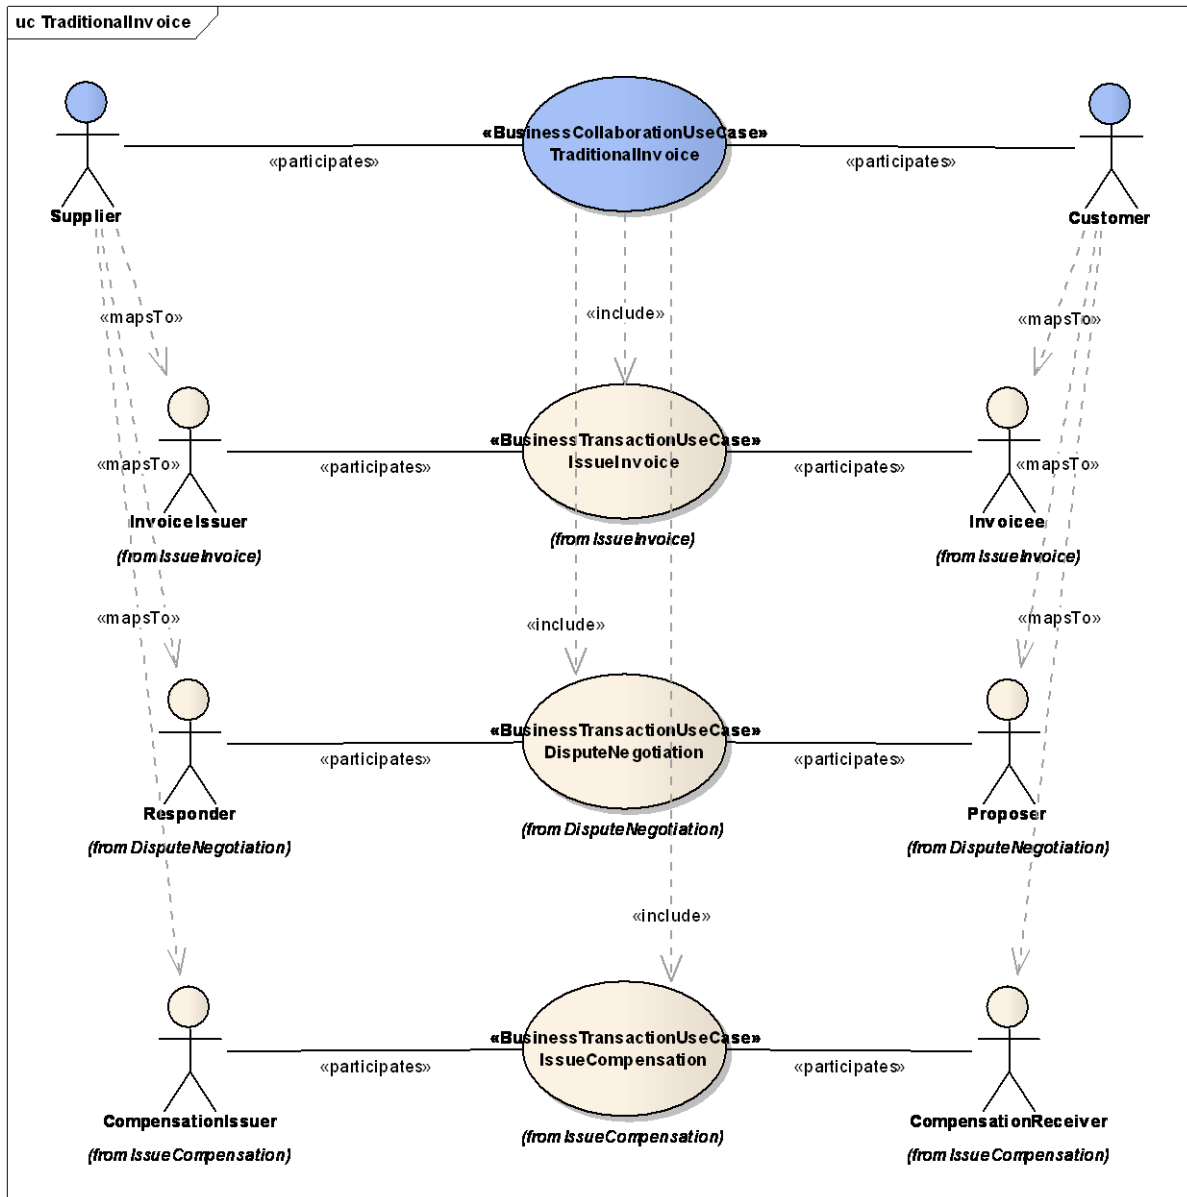 uc TraditionalInvoice
«BusinessCollaborationUseCase»
TraditionalInvoice
«participates»
«participates»
Supplier
Customer
«mapsTo»
«include»
«mapsTo»
«BusinessTransactionUseCase»
IssueInvoice
«mapsTo»
«participates»
«participates»
«mapsTo»
InvoiceIssuer
Invoicee
(from IssueInvoice)
(from IssueInvoice)
(from IssueInvoice)
«mapsTo»
«include»
«mapsTo»
«BusinessTransactionUseCase»
DisputeNegotiation
«participates»
«participates»
Responder
Proposer
(from DisputeNegotiation)
(from DisputeNegotiation)
(from DisputeNegotiation)
«include»
«BusinessTransactionUseCase»
IssueCompensation
«participates»
«participates»
CompensationIssuer
CompensationReceiver
(from IssueCompensation)
(from IssueCompensation)
(from IssueCompensation)